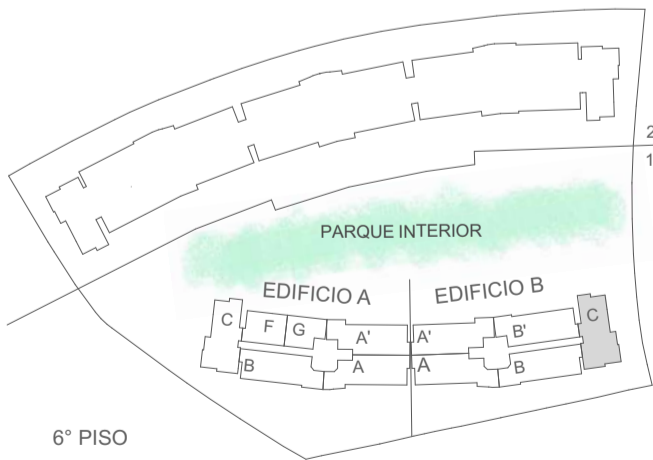 2
1
PARQUE INTERIOR
EDIFICIO A
EDIFICIO B
C
F
G
A'
A'
B'
C
B
A
A
B
6° PISO